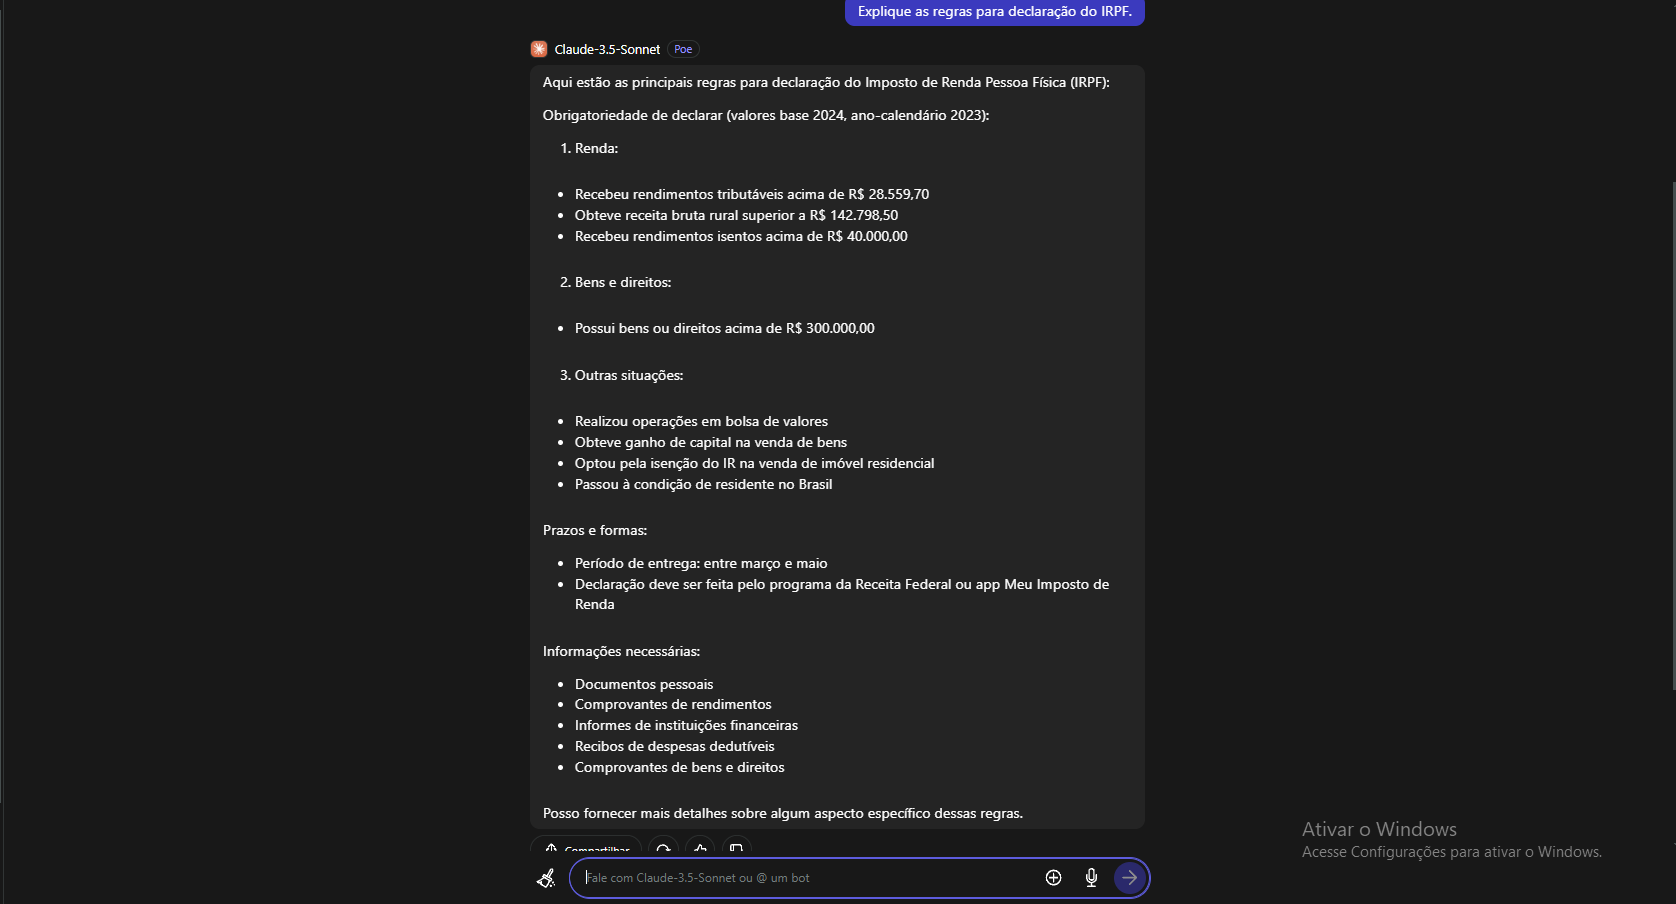 Explique as regras para declaração do IRPF.
Claude-3.5-Sonnet Poe
Aqui estão as principais regras para declaração do Imposto de Renda Pessoa Física (IRPF):
Obrigatoriedade de declarar (valores base 2024, ano-calendário 2023):
1. Renda:
• Recebeu rendimentos tributáveis acima de R$ 28.559,70
• Obteve receita bruta rural superior a R$ 142.798,50
• Recebeu rendimentos isentos acima de R$ 40.000,00
2. Bens e direitos:
• Possui bens ou direitos acima de R$ 300.000,00
3. Outras situações:
• Realizou operações em bolsa de valores
• Obteve ganho de capital na venda de bens
• Optou pela isenção do IR na venda de imóvel residencial
• Passou à condição de residente no Brasil
Prazos e formas:
• Período de entrega: entre março e maio
• Declaração deve ser feita pelo programa da Receita Federal ou app Meu Imposto de
Renda
Informações necessárias:
• Documentos pessoais
• Comprovantes de rendimentos
• Informes de instituições financeiras
• Recibos de despesas dedutíveis
• Comprovantes de bens e direitos
Posso fornecer mais detalhes sobre algum aspecto específico dessas regras.
Compartilhar
Fale com Claude-3.5-Sonnet ou @ um bot
Ativar o Windows
Acesse Configurações para ativar o Windows.